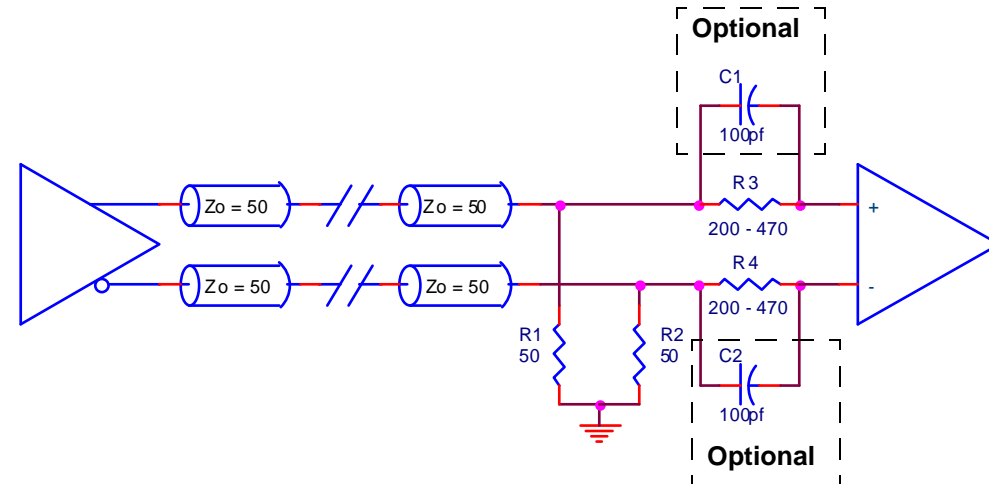 Optional
C1
100pf
R3
200 - 470
Zo = 50
Zo = 50
+
R4
200 - 470
Zo = 50
Zo = 50
-
R1
50
R2
50
C2
100pf
Optional